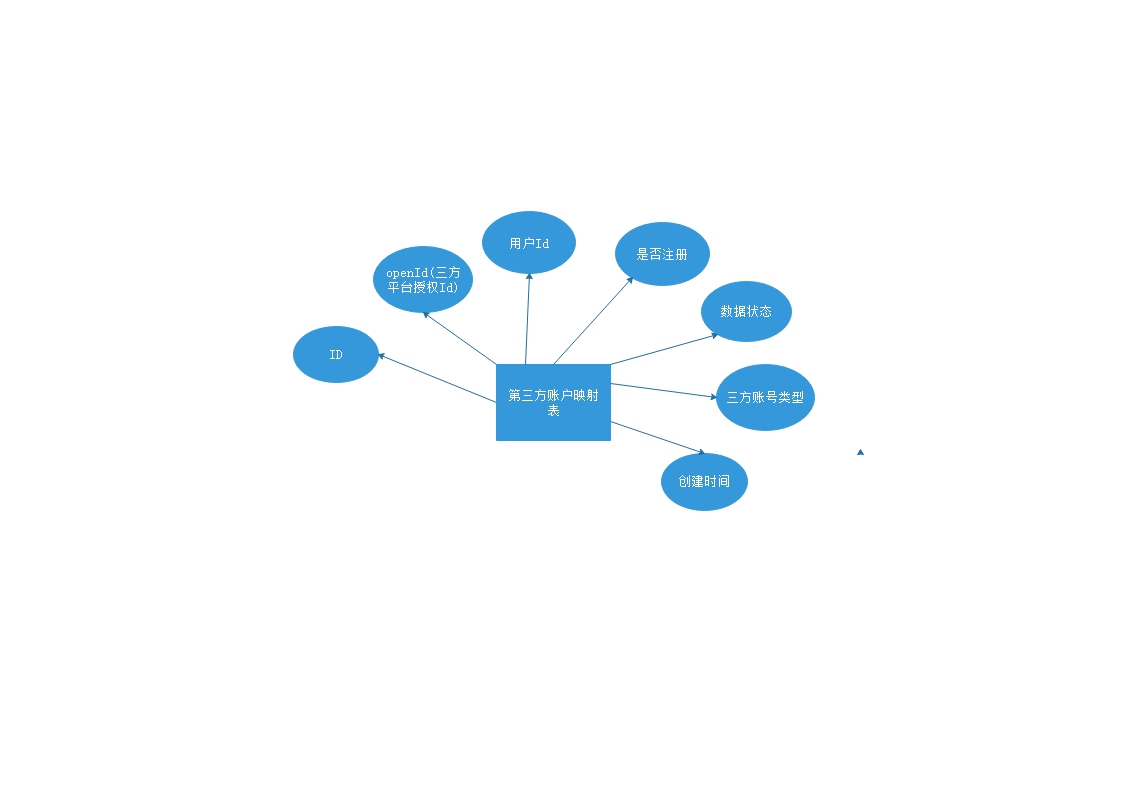 用户Id
是否注册
openId(三方
平台授权Id)
数据状态
ID
第三方账户映射
表
三方账号类型
创建时间